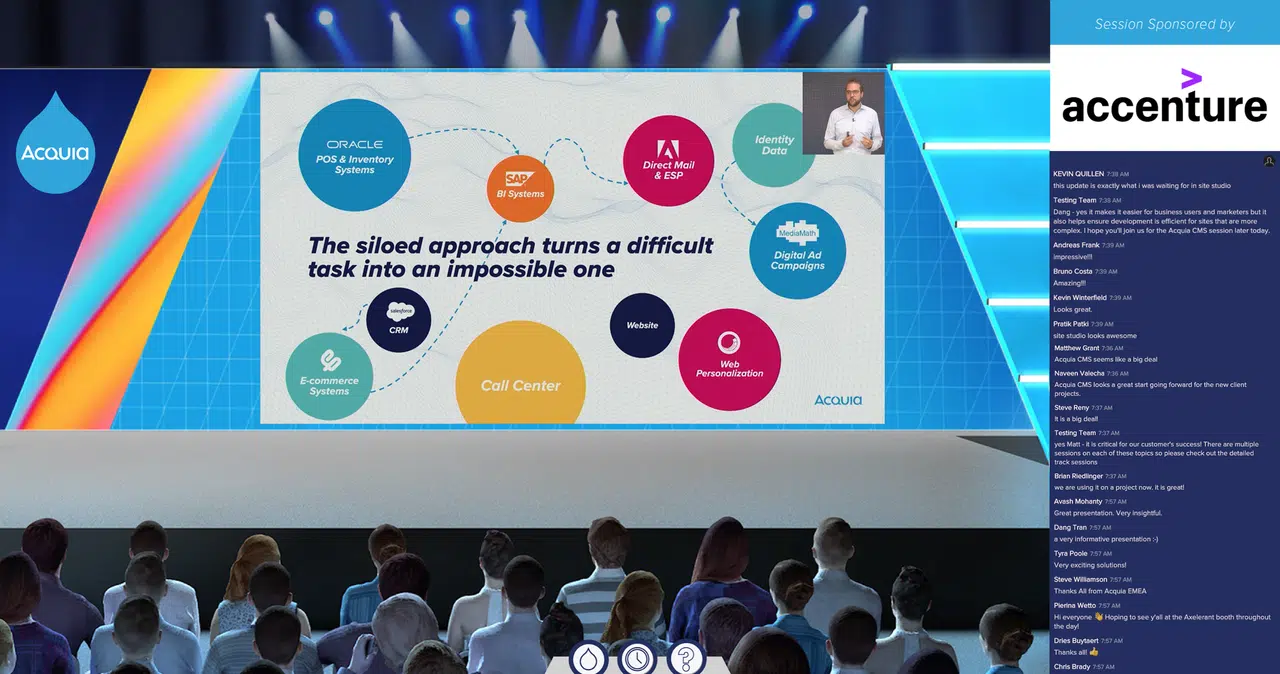 Acquia
ORACLE
POS & Inventory
Systems
SAP
BI Systems
Direct Mail
& ESP
Identity
Data
MediaMath
Digital Ad
Campaigns
The siloed approach turns a difficult
task into an impossible one
salesforce
CRM
E-commerce
Systems
Call Center
Website
Web
Personalization
Acquia
Session Sponsored by
accenture
KEVIN QUILLEN 7:38 AM
this update is exactly what i was waiting for in site studio
Testing Team 7:38 AM
Dang - yes it makes it easier for business users and marketers but it
also helps ensure development is efficient for sites that are more
complex. I hope you'll join us for the Acquia CMS session later today.
Andreas Frank 7:39 AM
impressive!!!
Bruno Costa 7:39 AM
Amazing!!!
Kevin Winterfield 7:39 AM
Looks great.
Pratik Patki 7:39 AM
site studio looks awesome
Matthew Grant 7:36 AM
Acquia CMS seems like a big deal
Naveen Valecha 7:36 AM
Acquia CMS looks a great start going forward for the new client
projects.
Steve Reny 7:37 AM
It is a big deal!
Testing Team 7:37 AM
yes Matt - it is critical for our customer's success! There are multiple
sessions on each of these topics so please check out the detailed
track sessions
Brian Riedlinger 7:37 AM
we are using it on a project now. It is great!
Avash Mohanty 7:57 AM
Great presentation. Very insightful.
Dang Tran 7:57 AM
a very informative presentation :-)
Tyra Poole 7:57 AM
Very exciting solutions!
Steve Williamson 7:57 AM
Thanks All from Acquia EMEA
Pierina Wetto 7:57 AM
Hi everyone 👋 Hoping to see y'all at the Axelerant booth throughout
the day!
Dries Buytaert 7:57 AM
Thanks all! 👍
Chris Brady 7:57 AM